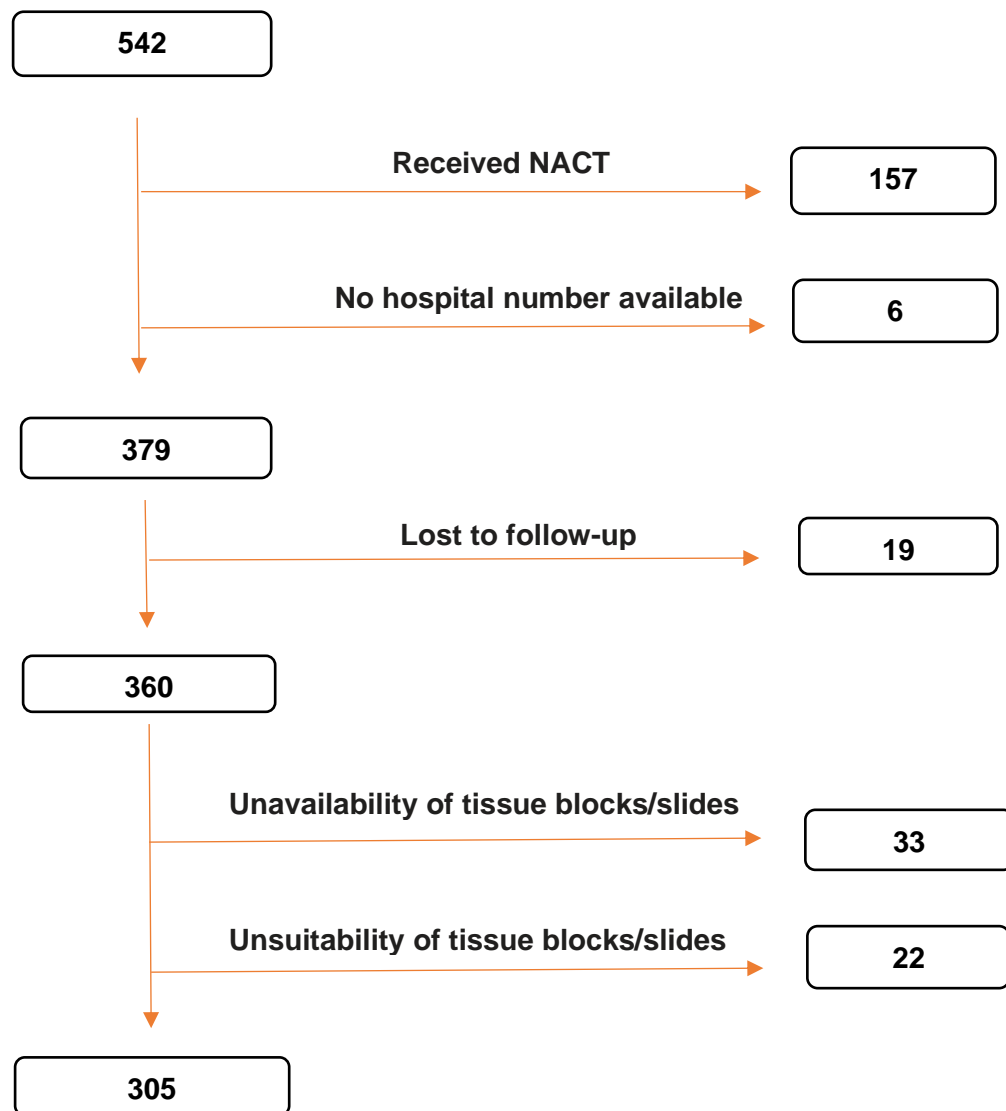 542
Received NACT
157
No hospital number available
6
379
Lost to follow-up
19
360
Unavailability of tissue blocks/slides
33
Unsuitability of tissue blocks/slides
22
305